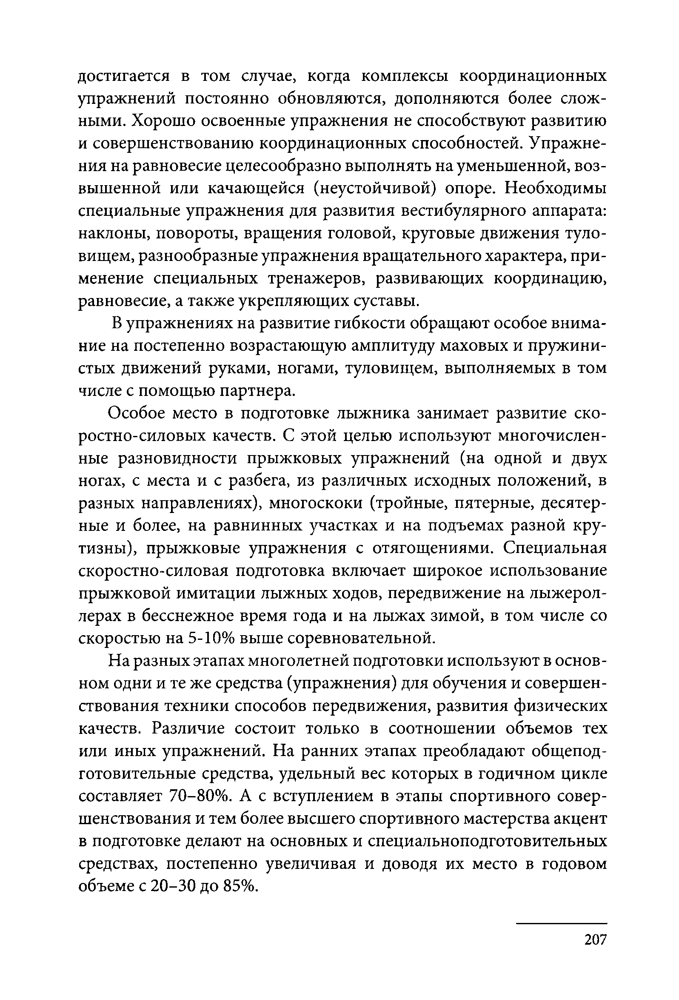 достигается в том случае, когда комплексы координационных
упражнений постоянно обновляются, дополняются более слож-
ными. Хорошо освоенные упражнения не способствуют развитию
и совершенствованию координационных способностей. Упражне-
ния на равновесие целесообразно выполнять на уменьшенной, воз-
вышенной или качающейся (неустойчивой) опоре. Необходимы
специальные упражнения для развития вестибулярного аппарата:
наклоны, повороты, вращения головой, круговые движения туло-
вищем, разнообразные упражнения вращательного характера, при-
менение специальных тренажеров, развивающих координацию,
равновесие, а также укрепляющих суставы.
В упражнениях на развитие гибкости обращают особое внима-
ние на постепенно возрастающую амплитуду маховых и пружини-
стых движений руками, ногами, туловищем, выполняемых в том
числе с помощью партнера.
Особое место в подготовке лыжника занимает развитие ско-
ростно-силовых качеств. С этой целью используют многочислен-
ные разновидности прыжковых упражнений (на одной и двух
ногах, с места и с разбега, из различных исходных положений, в
разных направлениях), многоскоки (тройные, пятерные, десятер-
ные и более, на равнинных участках и на подъемах разной кру-
тизны), прыжковые упражнения с отягощениями. Специальная
скоростно-силовая подготовка включает широкое использование
прыжковой имитации лыжных ходов, передвижение на лыжерол-
лерах в бесснежное время года и на лыжах зимой, в том числе со
скоростью на 5-10% выше соревновательной.
На разных этапах многолетней подготовки используют в основ-
ном одни и те же средства (упражнения) для обучения и совершен-
ствования техники способов передвижения, развития физических
качеств. Различие состоит только в соотношении объемов тех
или иных упражнений. На ранних этапах преобладают общепод-
готовительные средства, удельный вес которых в годичном цикле
составляет 70–80%. А с вступлением в этапы спортивного совер-
шенствования и тем более высшего спортивного мастерства акцент
в подготовке делают на основных и специальноподготовительных
средствах, постепенно увеличивая и доводя их место в годовом
объеме с 20–30 до 85%.
207